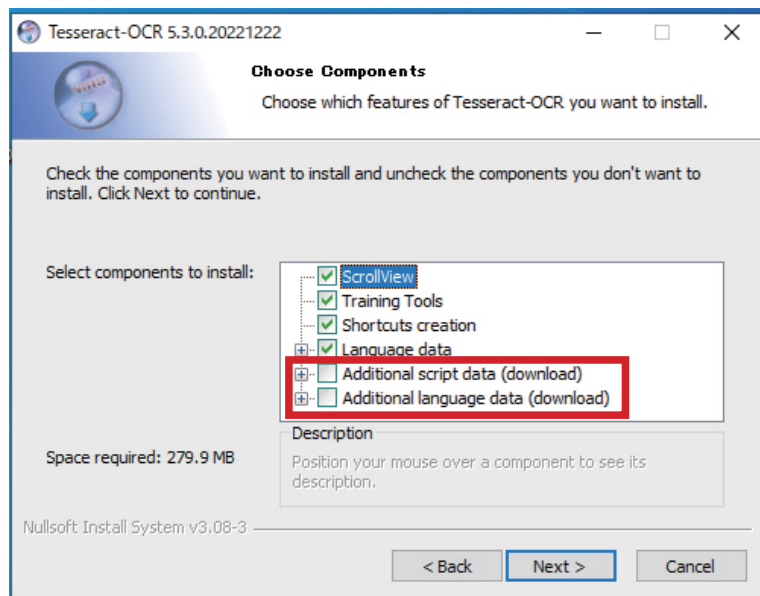 Tesseract-OCR 5.3.0.20221222
Choose Components
Choose which features of Tesseract-OCR you want to install.
Check the components you want to install and uncheck the components you don't want to
install. Click Next to continue.
Select components to install:
ScrollView
Training Tools
Shortcuts creation
Language data
Additional script data (download)
Additional language data (download)
Space required: 279.9 MB
Description
Position your mouse over a component to see its
description.
Nullsoft Install System v3.08-3
< Back
Next >
Cancel